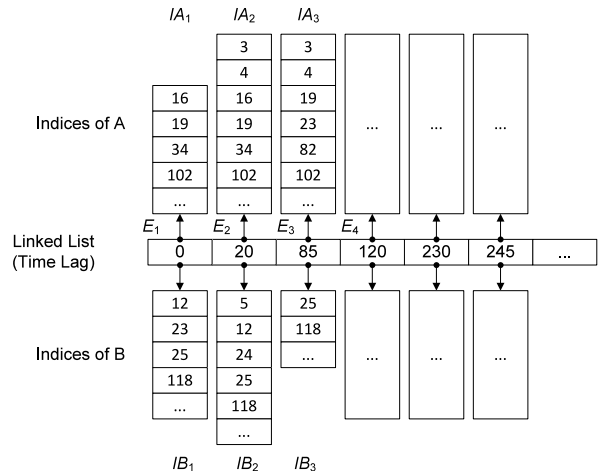 IA1 IA2 IA3
3 3
4 4
16 16 19
19 19 23
34 34 82
102 102 102
... ... ...
... ... ...
Indices of A
E1 E2 E3 E4
Linked List
(Time Lag)
0 20 85 120 230 245 ...
12 5 25
23 12 118
25 24 ...
118 25
... 118
...
... ... ...
Indices of B
IB1 IB2 IB3